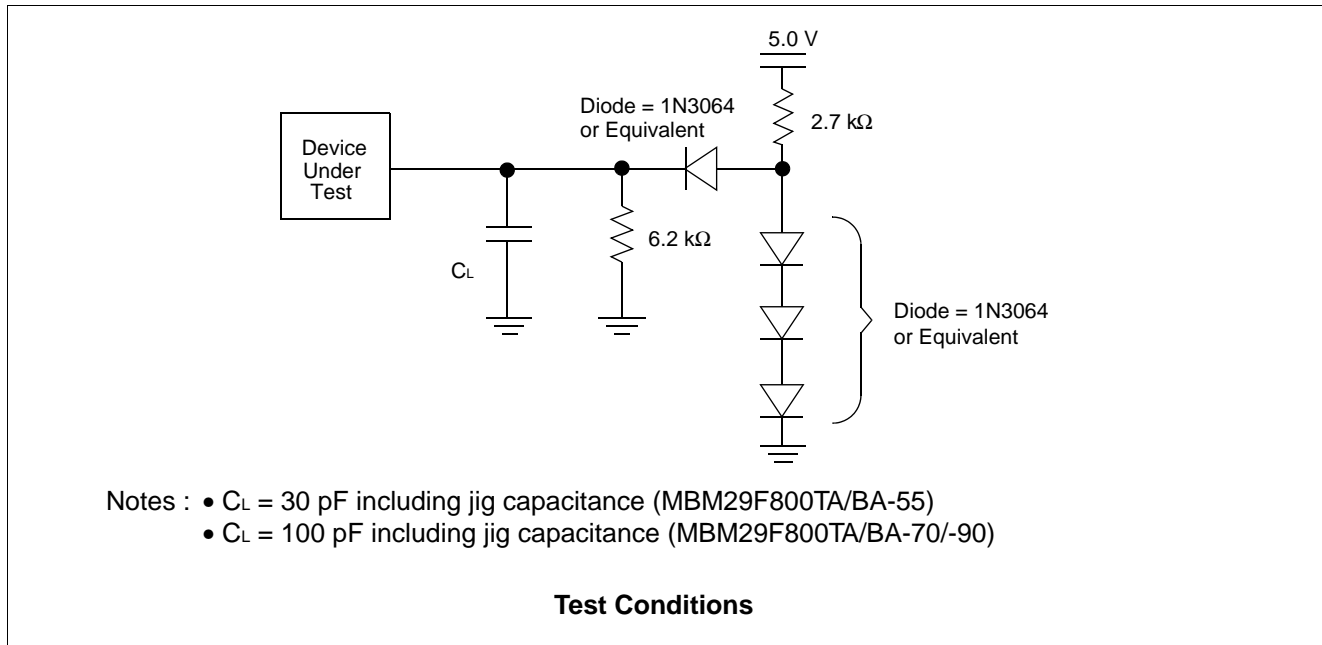 5.0 V
Diode = 1N3064
or Equivalent
2.7 kΩ
Device
Under
Test
6.2 kΩ
CL
Diode = 1N3064
or Equivalent
Notes : • CL = 30 pF including jig capacitance (MBM29F800TA/BA-55)
• CL = 100 pF including jig capacitance (MBM29F800TA/BA-70/-90)
Test Conditions